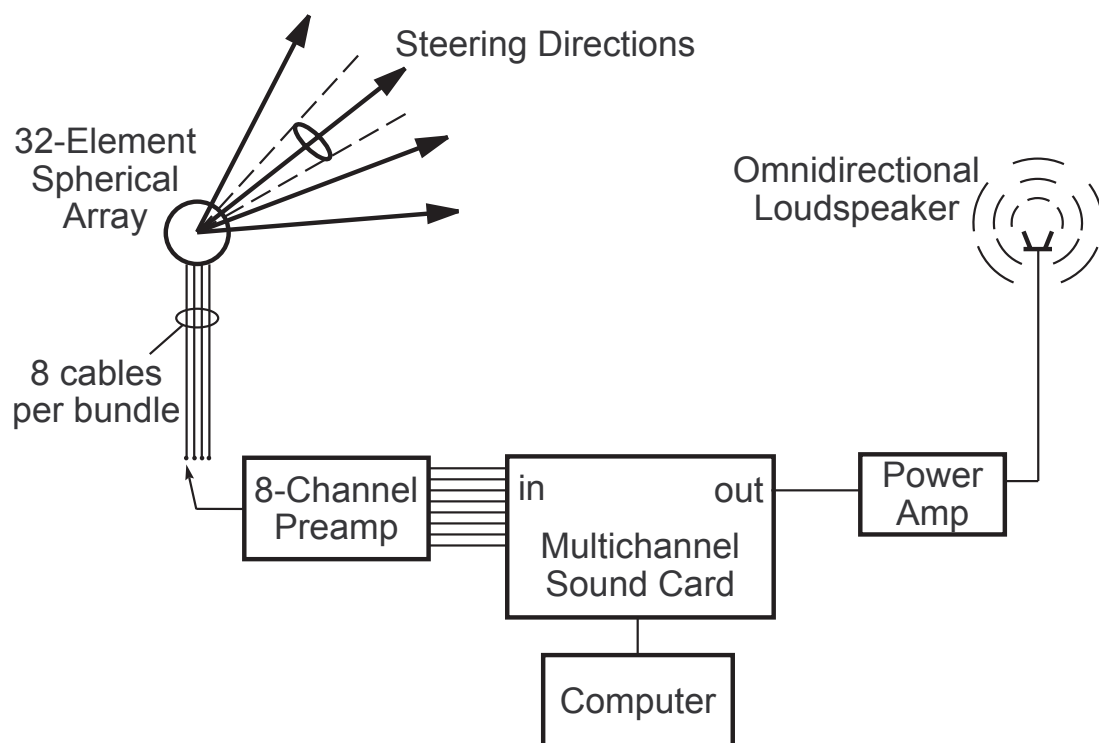 Steering Directions
32-Element
Spherical
Array
Omnidirectional
Loudspeaker
8 cables
per bundle
8-Channel
Preamp
in
out
Multichannel
Sound Card
Power
Amp
Computer